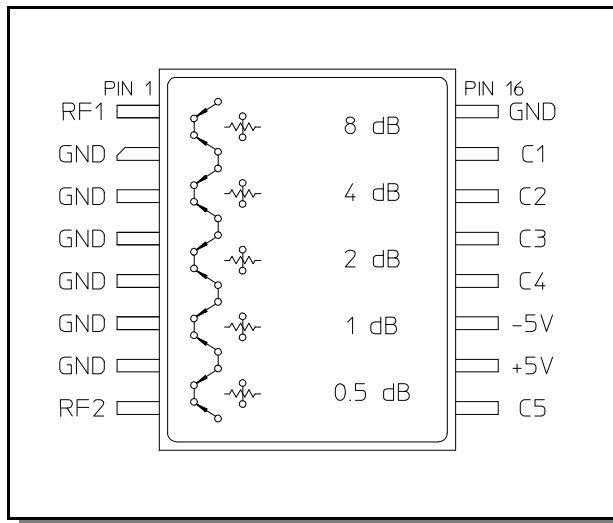 PIN 1 PIN 16
RF1 8 dB GND
GND C1
GND 4 dB C2
GND 2 dB C3
GND C4
GND 1 dB -5V
GND +5V
RF2 0.5 dB C5